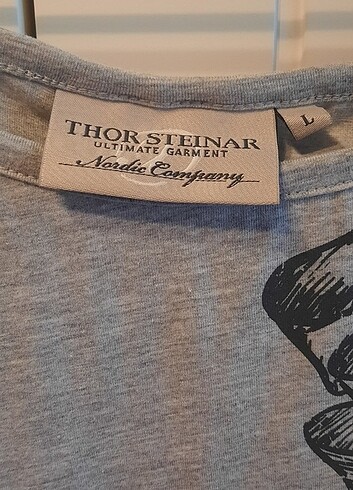 THOR STEINAR
ULTIMATE GARMENT
Nordic Company
L